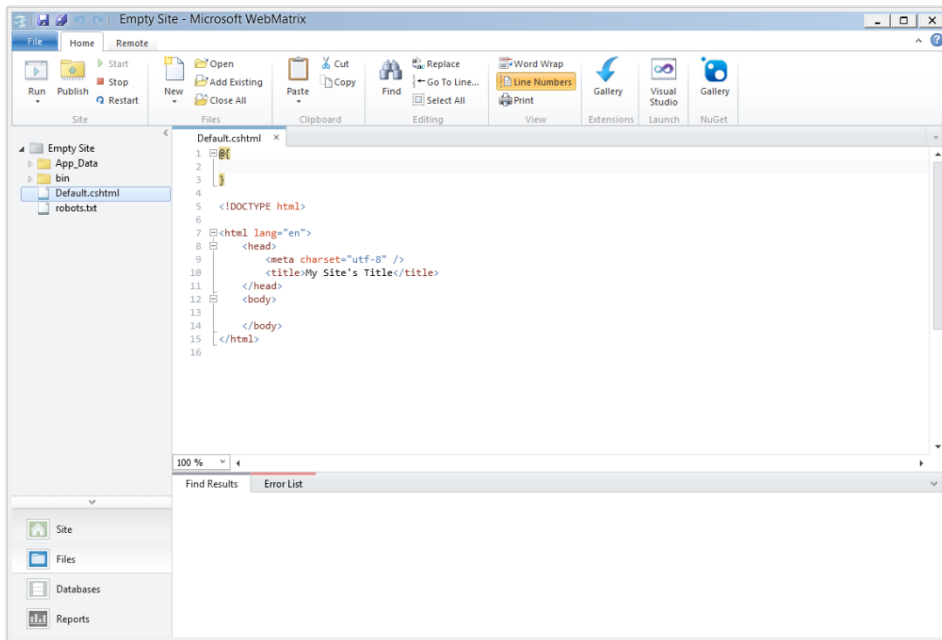 Empty Site - Microsoft WebMatrix
File Home Remote
Run
Publish
Start
Stop
Restart
Site
New
Open
Add Existing
Close All
Files
Paste
Cut
Copy
Clipboard
Find
Replace
Go To Line...
Select All
Editing
Word Wrap
Line Numbers
Print
View
Gallery
Extensions
Visual
Studio
Launch
Gallery
NuGet
Empty Site
App_Data
bin
Default.cshtml
robots.txt
Default.cshtml ×
1 @{
2
3 }
4
5 <!DOCTYPE html>
6
7 <html lang="en">
8 <head>
9 <meta charset="utf-8" />
10 <title>My Site's Title</title>
11 </head>
12 <body>
13
14 </body>
15 </html>
16
100 %
Find Results Error List
Site
Files
Databases
Reports